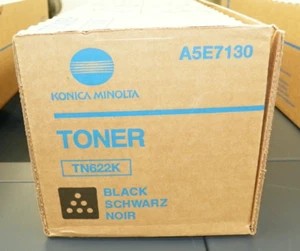 A5E7130
KONICA MINOLTA
TONER
TN622K
BLACK
SCHWARZ
NOIR